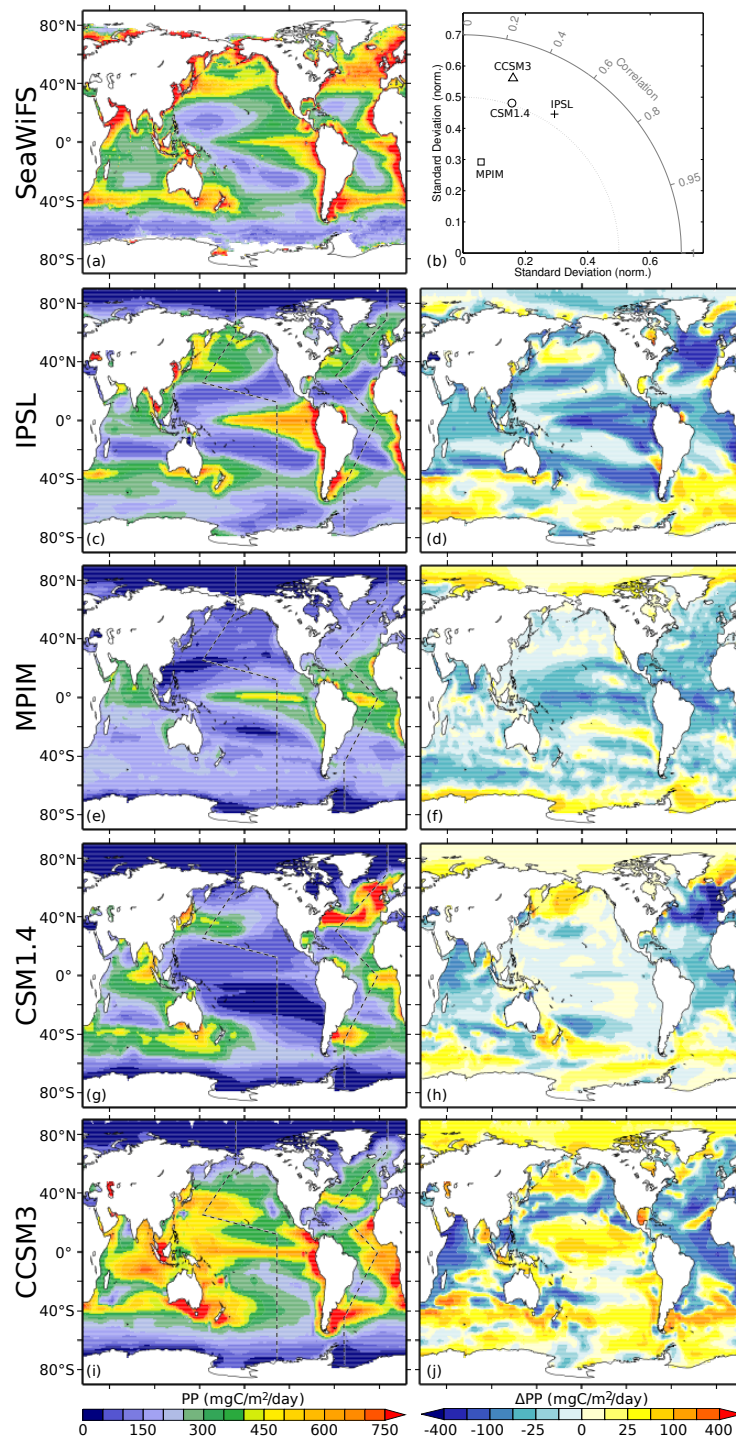 SeaWiFS
80°N
40°N
0°
40°S
80°S
(a)
0.7
0.6
0.5
0.4
0.3
0.2
0.1
0
0
0.2
0.4
0.6
Standard Deviation (norm.)
Standard Deviation (norm.)
0
0.2
0.4
0.6
0.8
0.95
1
Correlation
CCSM3
CSM1.4
IPSL
MPIM
(b)
IPSL
80°N
40°N
0°
40°S
80°S
(c)
(d)
MPIM
80°N
40°N
0°
40°S
80°S
(e)
(f)
CSM1.4
80°N
40°N
0°
40°S
80°S
(g)
(h)
CCSM3
80°N
40°N
0°
40°S
80°S
(i)
(j)
PP (mgC/m²/day)
0 150 300 450 600 750
ΔPP (mgC/m²/day)
-400 -100 -25 0 25 100 400